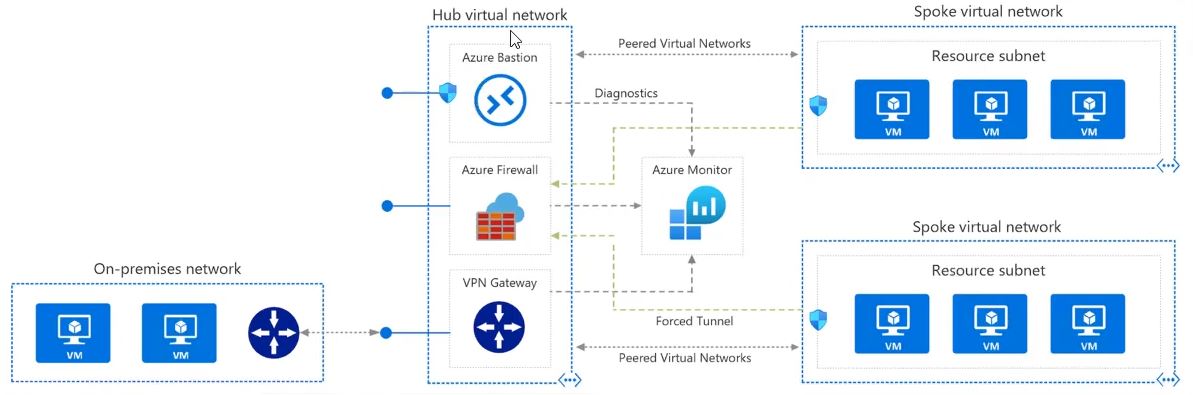 Hub virtual network
Spoke virtual network
Azure Bastion
Peered Virtual Networks
Resource subnet
Diagnostics
VM
VM
VM
Azure Firewall
Azure Monitor
Spoke virtual network
On-premises network
Resource subnet
VPN Gateway
Forced Tunnel
VM
VM
VM
VM
VM
Peered Virtual Networks